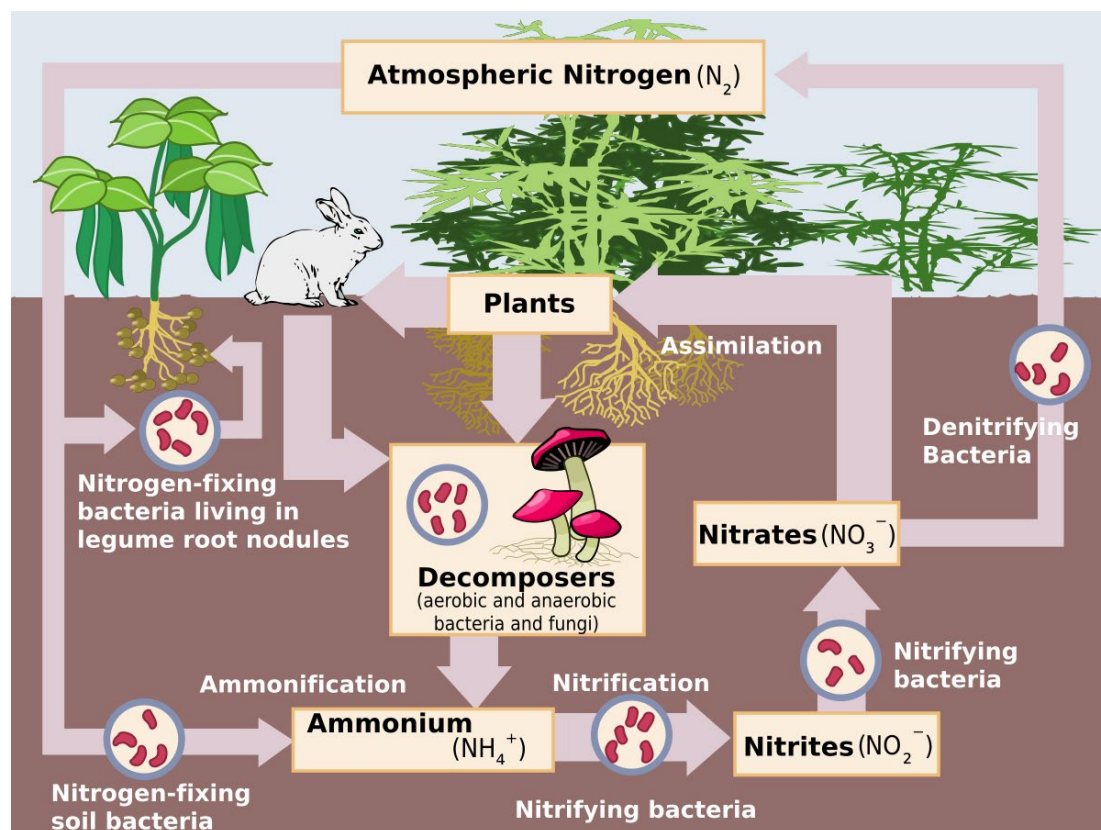 Atmospheric Nitrogen (N₂)
Plants
Assimilation
Denitrifying
Bacteria
Nitrogen-fixing
bacteria living in
legume root nodules
Nitrates (NO₃⁻)
Decomposers
(aerobic and anaerobic
bacteria and fungi)
Nitrifying
bacteria
Ammonification
Nitrification
Ammonium
(NH₄⁺)
Nitrites (NO₂⁻)
Nitrogen-fixing
soil bacteria
Nitrifying bacteria